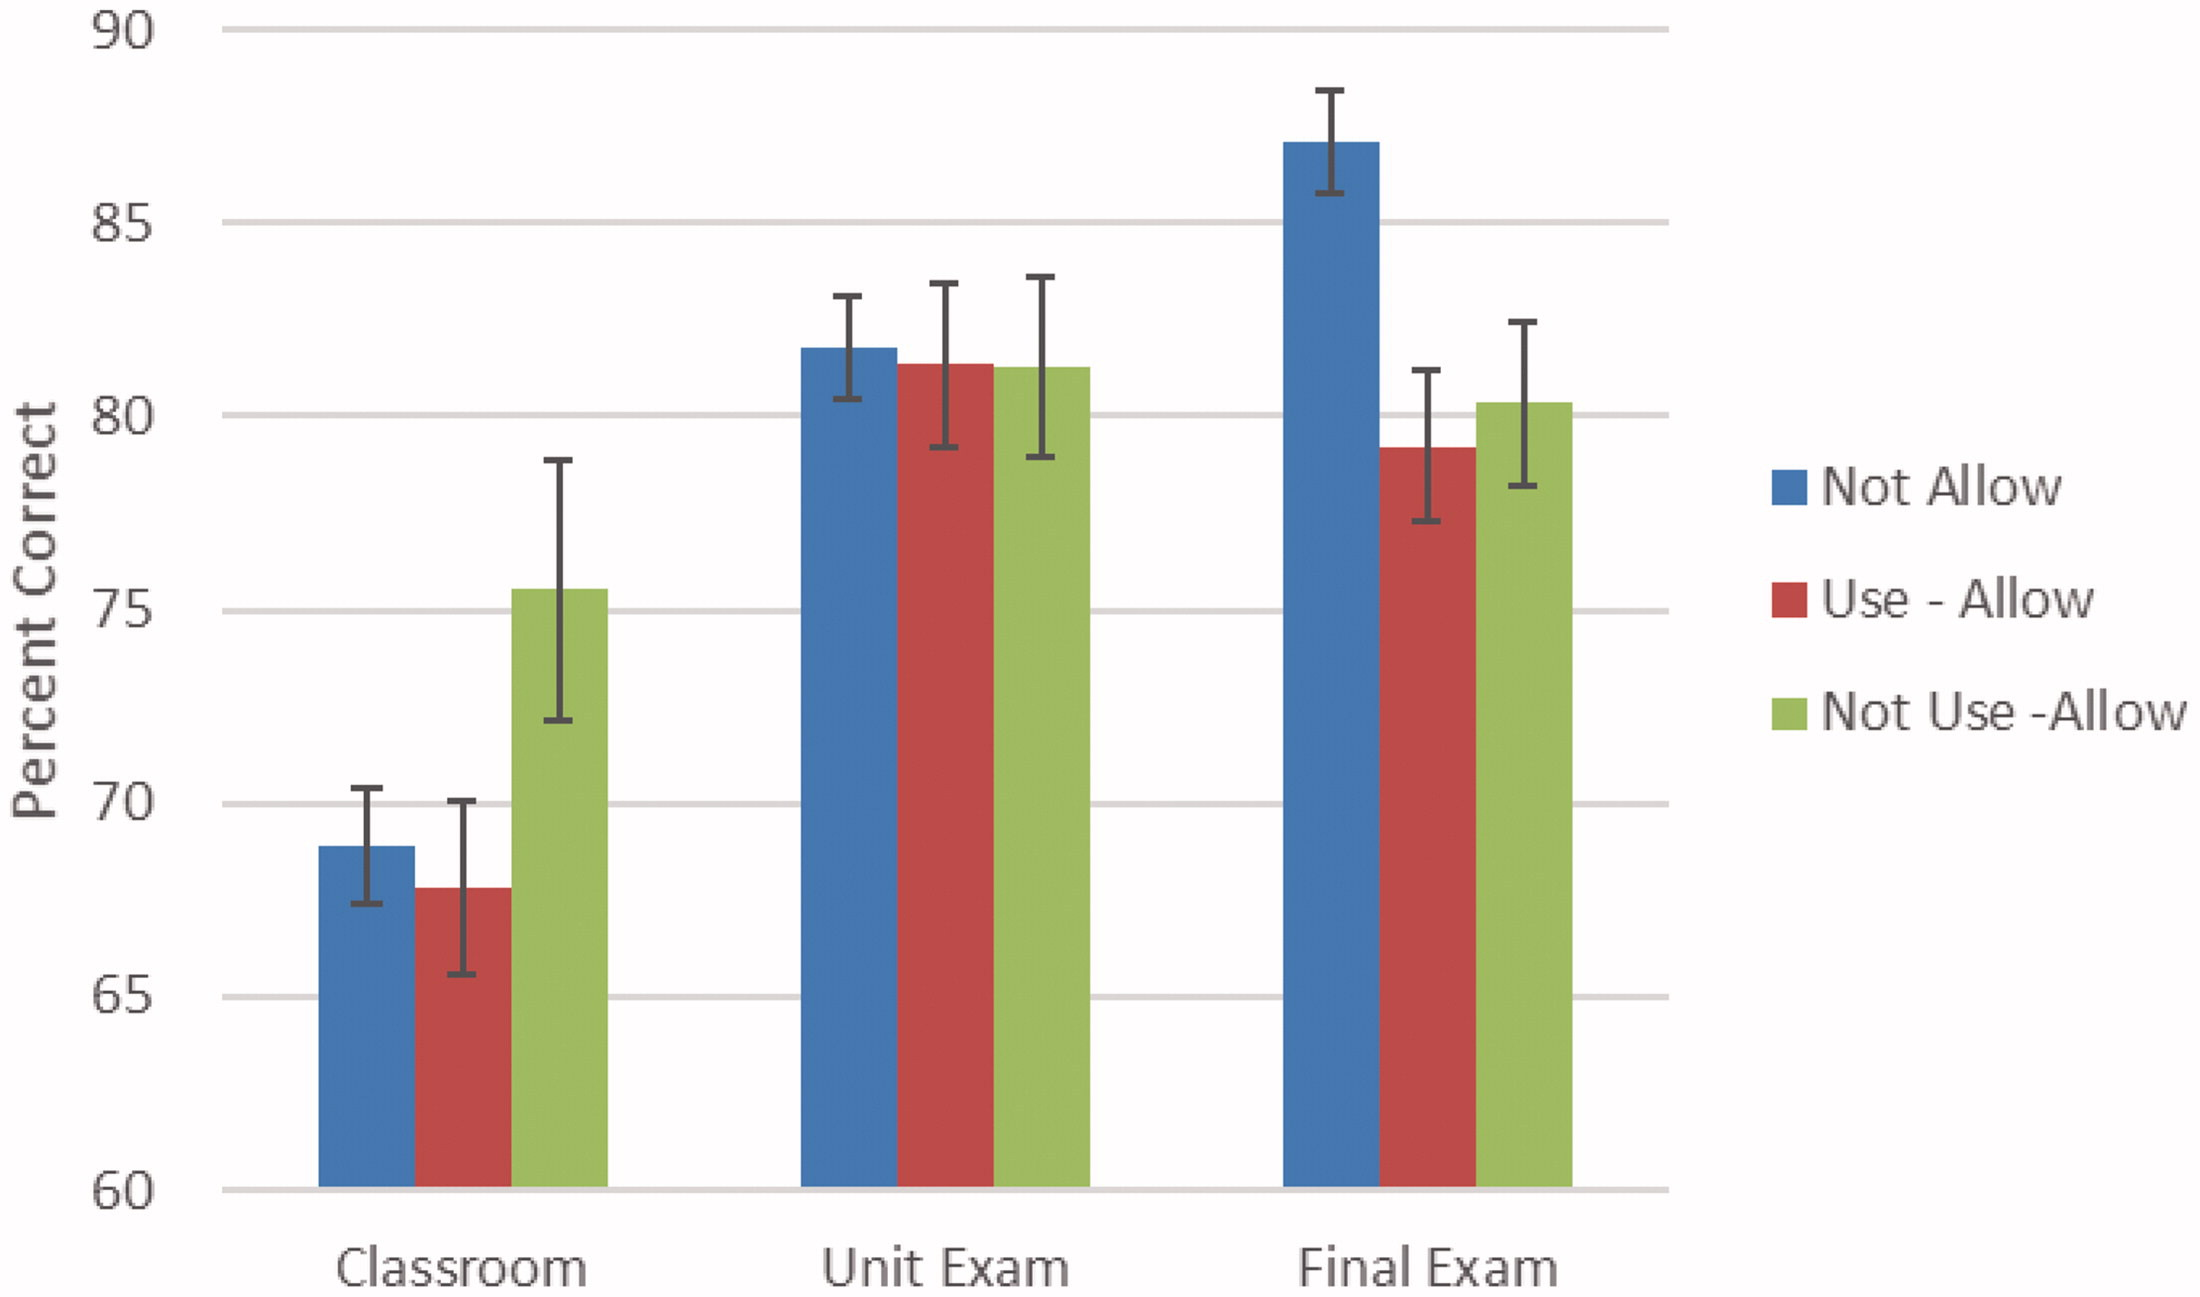 90
85
80
75
70
65
60
Percent Correct
Classroom
Unit Exam
Final Exam
Not Allow
Use - Allow
Not Use -Allow